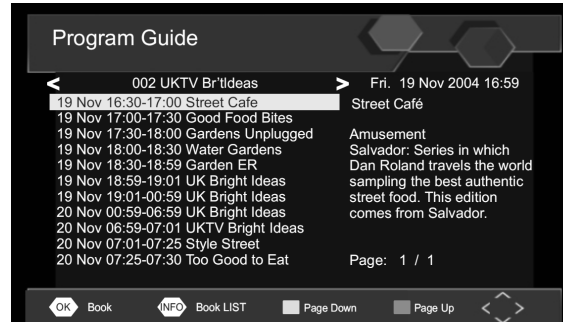 Program Guide
< 002 UKTV Br'tIdeas > Fri. 19 Nov 2004 16:59
19 Nov 16:30-17:00 Street Cafe
19 Nov 17:00-17:30 Good Food Bites
19 Nov 17:30-18:00 Gardens Unplugged
19 Nov 18:00-18:30 Water Gardens
19 Nov 18:30-18:59 Garden ER
19 Nov 18:59-19:01 UK Bright Ideas
19 Nov 19:01-00:59 UK Bright Ideas
20 Nov 00:59-06:59 UK Bright Ideas
20 Nov 06:59-07:01 UKTV Bright Ideas
20 Nov 07:01-07:25 Style Street
20 Nov 07:25-07:30 Too Good to Eat
Street Café
Amusement
Salvador: Series in which
Dan Roland travels the world
sampling the best authentic
street food. This edition
comes from Salvador.
Page: 1 / 1
OK Book INFO Book LIST Page Down Page Up